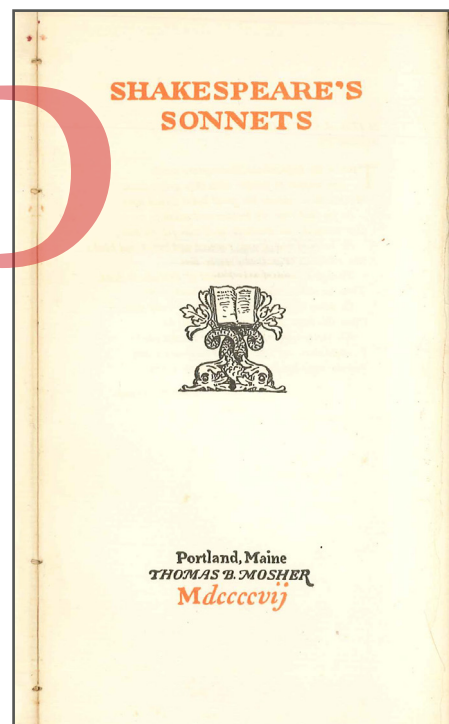 SHAKESPEARE'S
SONNETS
Portland, Maine
THOMAS B. MOSHER
Mdccccvij